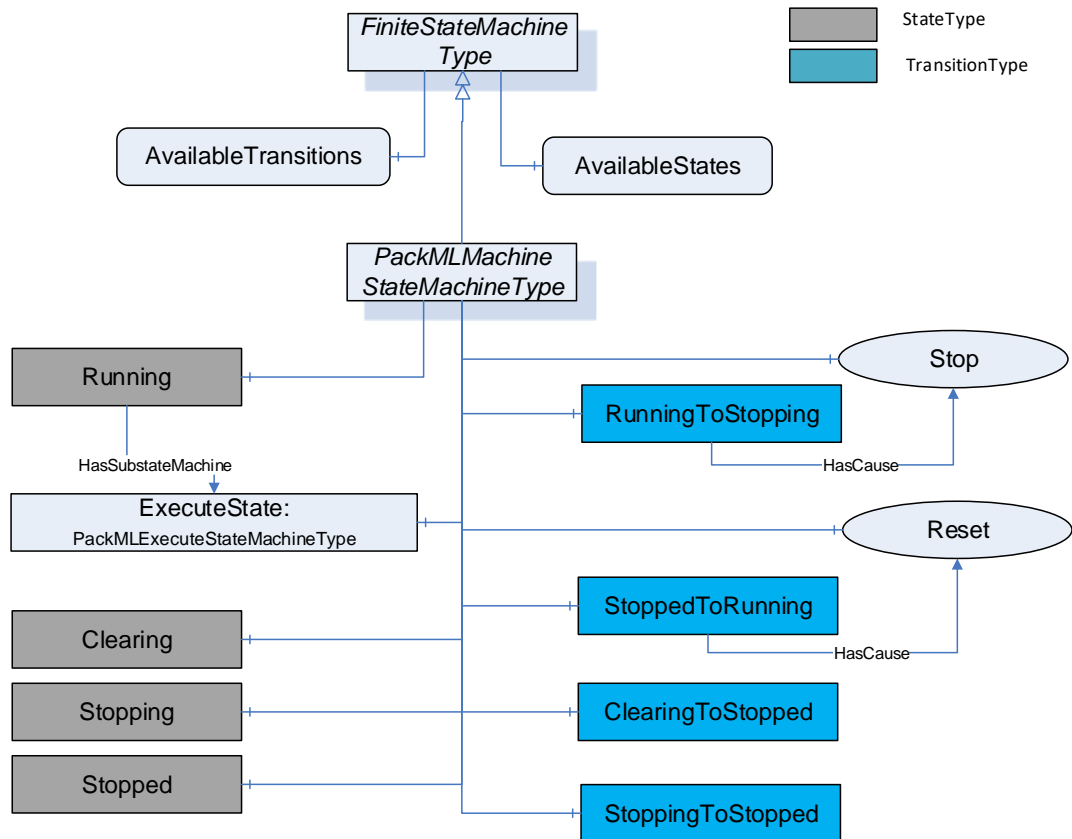 FiniteStateMachine
Type
StateType
TransitionType
AvailableTransitions
AvailableStates
PackMLMachine
StateMachineType
Running
Stop
RunningToStopping
HasCause
HasSubstateMachine
ExecuteState:
PackMLExecuteStateMachineType
Reset
StoppedToRunning
HasCause
Clearing
Stopping
ClearingToStopped
Stopped
StoppingToStopped